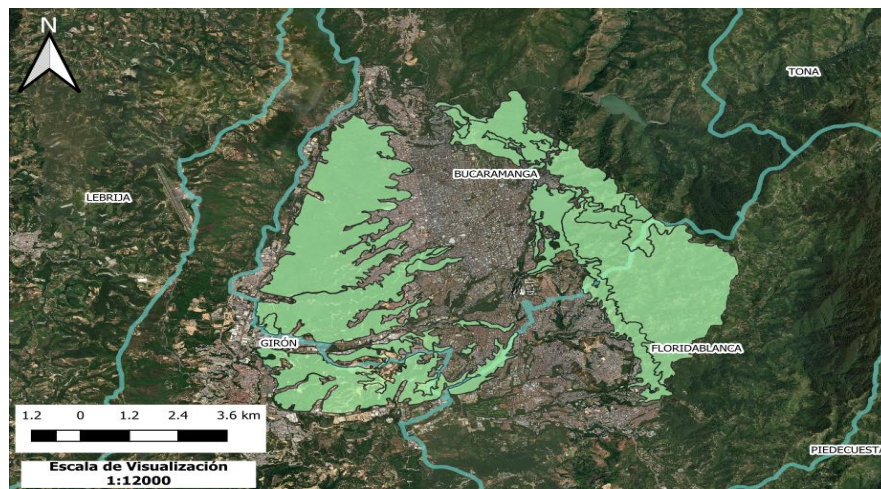 N
TONA
BUCARAMANGA
LEBRIJA
GIRÓN
FLORIDABLANCA
1.2 0 1.2 2.4 3.6 km
PIEDECUESTA
Escala de Visualización
1:12000